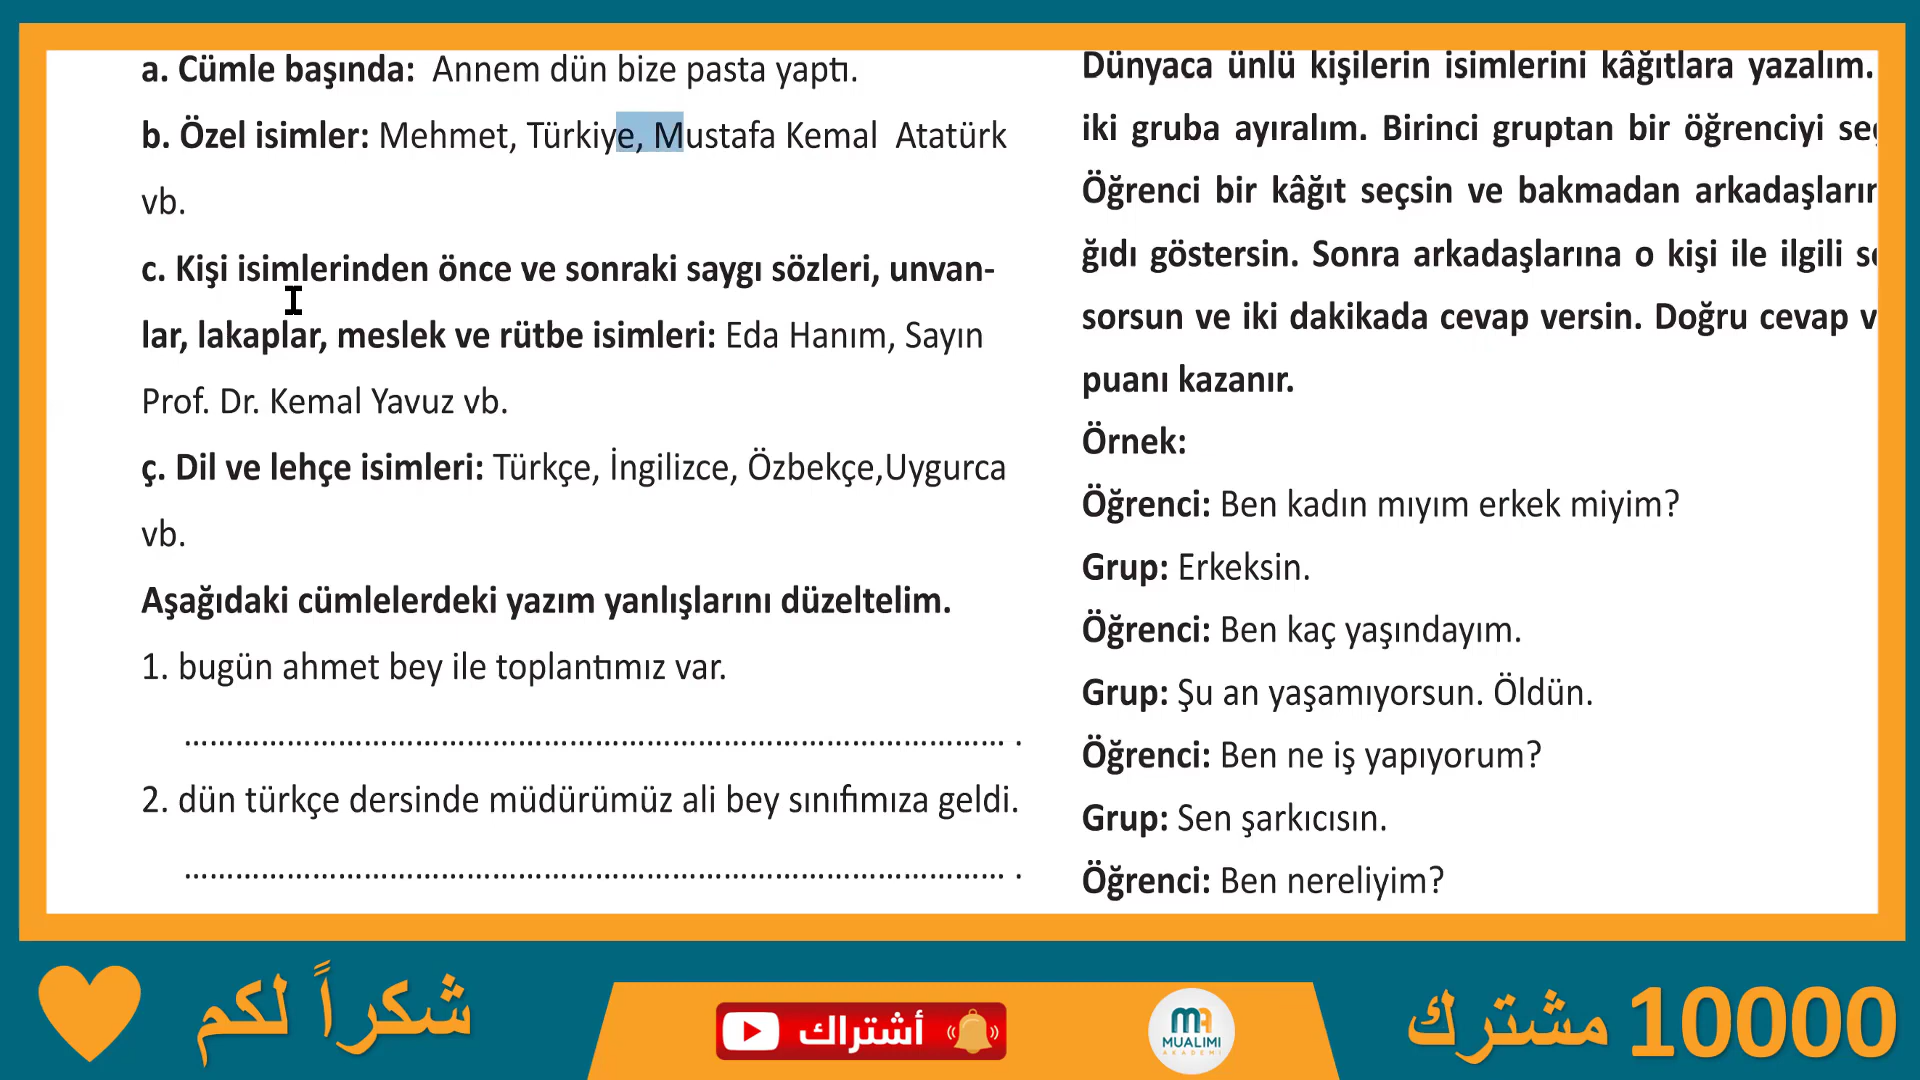 a. Cümle başında: Annem dün bize pasta yaptı.
b. Özel isimler: Mehmet, Türkiye, Mustafa Kemal Atatürk
vb.
c. Kişi isimlerinden önce ve sonraki saygı sözleri, unvan-
lar, lakaplar, meslek ve rütbe isimleri: Eda Hanım, Sayın
Prof. Dr. Kemal Yavuz vb.
ç. Dil ve lehçe isimleri: Türkçe, İngilizce, Özbekçe,Uygurca
vb.
Aşağıdaki cümlelerdeki yazım yanlışlarını düzeltelim.
1. bugün ahmet bey ile toplantımız var.
2. dün türkçe dersinde müdürümüz ali bey sınıfımıza geldi.
Dünyaca ünlü kişilerin isimlerini kâğıtlara yazalım.
iki gruba ayıralım. Birinci gruptan bir öğrenciyi
Öğrenci bir kâğıt seçsin ve bakmadan
ğıdı göstersin. Sonra arkadaşlarına o kişi ile ilgili
sorsun ve iki dakikada cevap versin. Doğru cevap
puanı kazanır.
Örnek:
Öğrenci: Ben kadın mıyım erkek miyim?
Grup: Erkeksin.
Öğrenci: Ben kaç yaşındayım.
Grup: Şu an yaşamıyorsun. Öldün.
Öğrenci: Ben ne iş yapıyorum?
Grup: Sen şarkıcısın.
Öğrenci: Ben nereliyim?
شكراً لكم
أشتراك
MUALIMI
AKADEMI
10000 مشترك